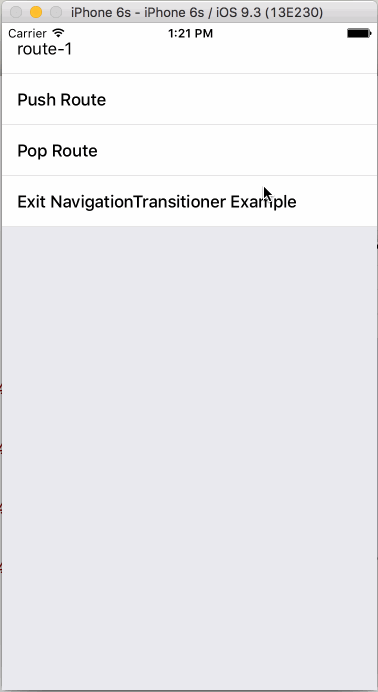 iPhone 6s - iPhone 6s / iOS 9.3 (13E230)
Carrier 1:21 PM
route-1
Push Route
Pop Route
Exit NavigationTransitioner Example